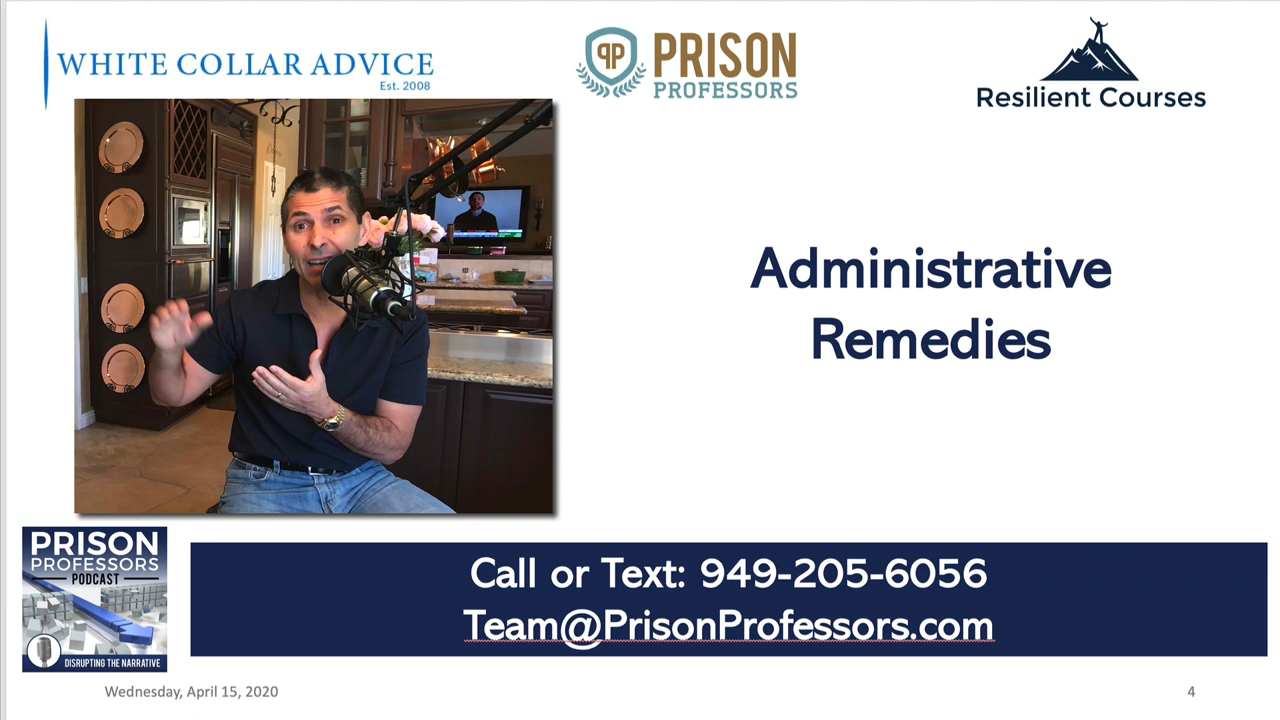 WHITE COLLAR ADVICE
Est. 2008
PRISON
PROFESSORS
Resilient Courses
Administrative
Remedies
PRISON
PROFESSORS
PODCAST
DISRUPTING THE NARRATIVE
Call or Text: 949-205-6056
Team@PrisonProfessors.com
Wednesday, April 15, 2020
4